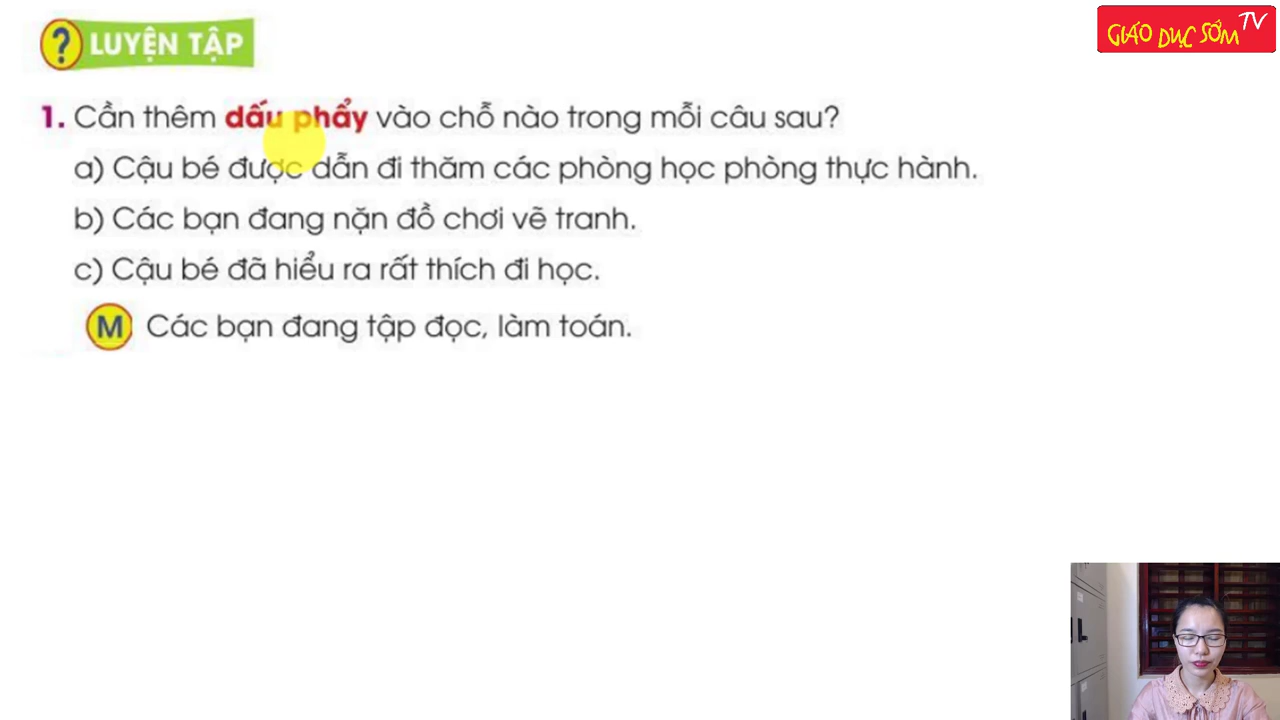 ? LUYỆN TẬP
GIÁO DỤC SỚM TV
1. Cần thêm dấu phẩy vào chỗ nào trong mỗi câu sau?
a) Cậu bé được dẫn đi thăm các phòng học phòng thực hành.
b) Các bạn đang nặn đồ chơi vẽ tranh.
c) Cậu bé đã hiểu ra rất thích đi học.
M Các bạn đang tập đọc, làm toán.